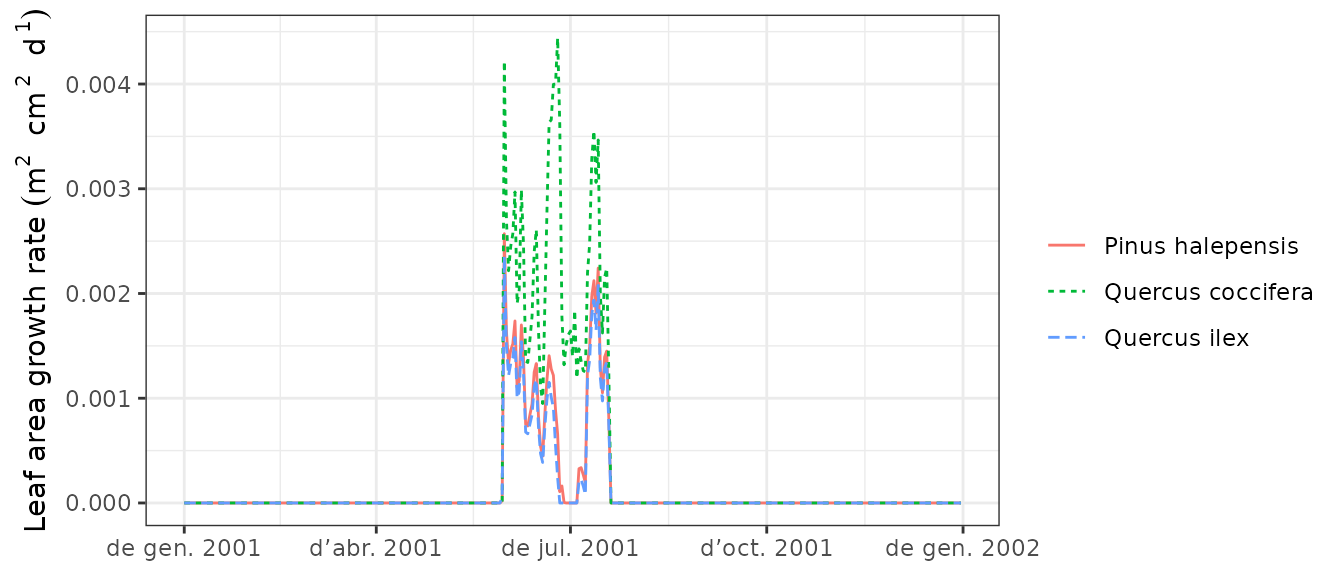 Leaf area growth rate (m² cm² d¹)
0.004
0.003
0.002
0.001
0.000
de gen. 2001 d’abr. 2001 de jul. 2001 d’oct. 2001 de gen. 2002
Pinus halepensis
Quercus coccifera
Quercus ilex